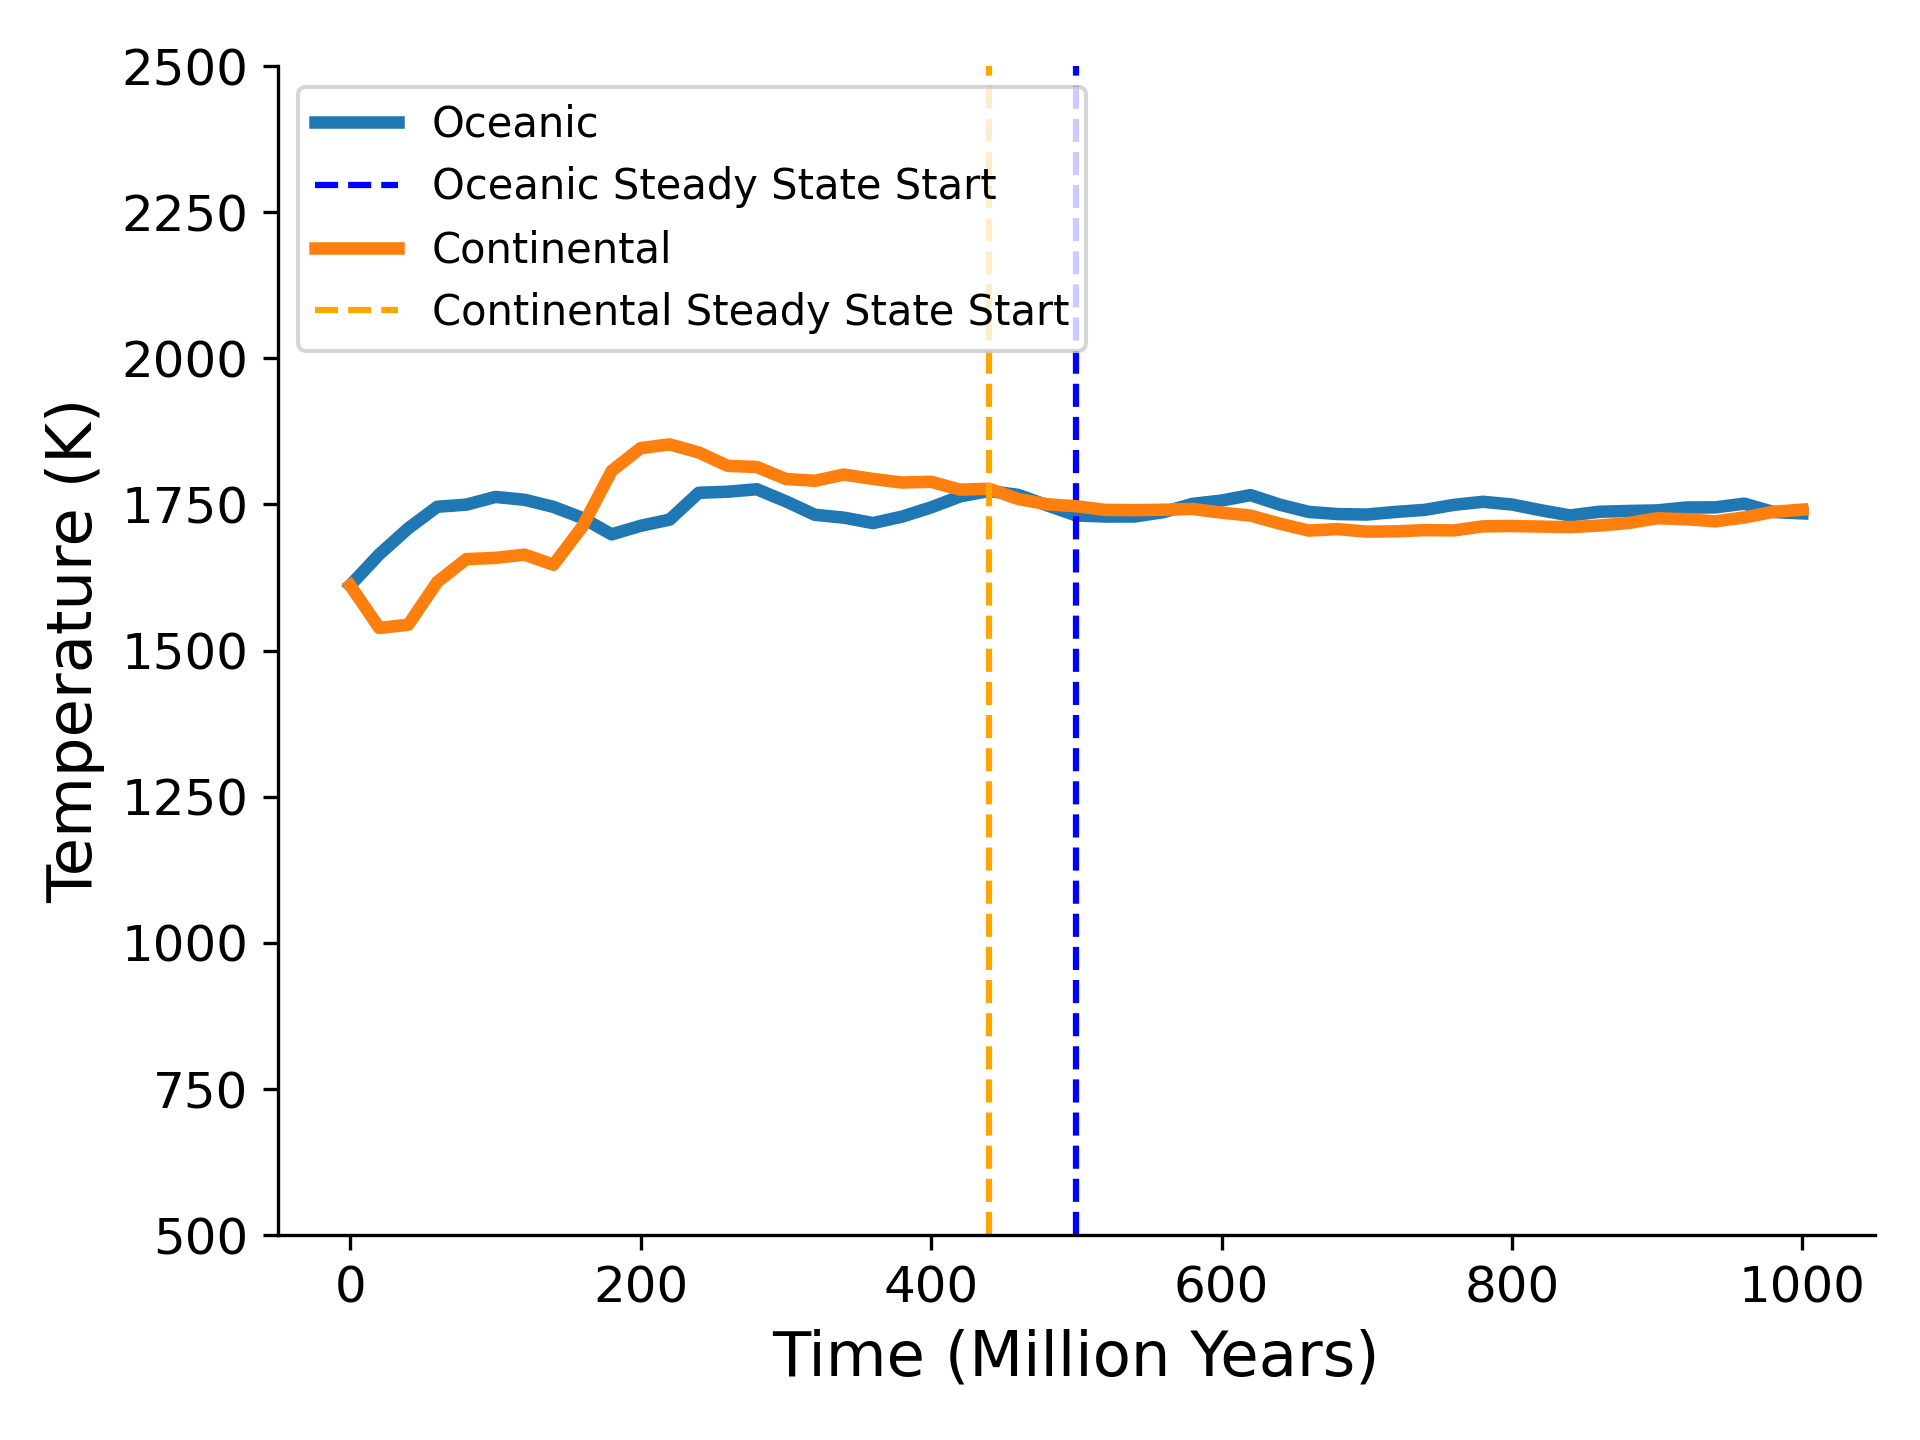 2500
2250
2000
1750
1500
1250
1000
750
500
Temperature (K)
Oceanic
Oceanic Steady State Start
Continental
Continental Steady State Start
0 200 400 600 800 1000
Time (Million Years)